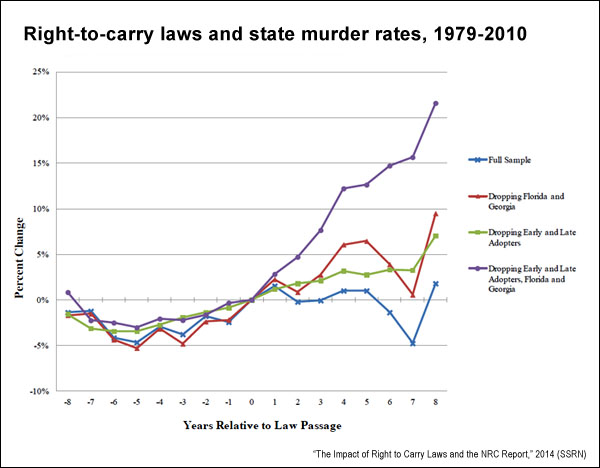 Right-to-carry laws and state murder rates, 1979-2010
25%
20%
15%
10%
5%
0%
-5%
-10%
Percent Change
-8 -7 -6 -5 -4 -3 -2 -1 0 1 2 3 4 5 6 7 8
Years Relative to Law Passage
Full Sample
Dropping Florida and
Georgia
Dropping Early and Late
Adopters
Dropping Early and Late
Adopters, Florida and
Georgia
"The Impact of Right to Carry Laws and the NRC Report," 2014 (SSRN)